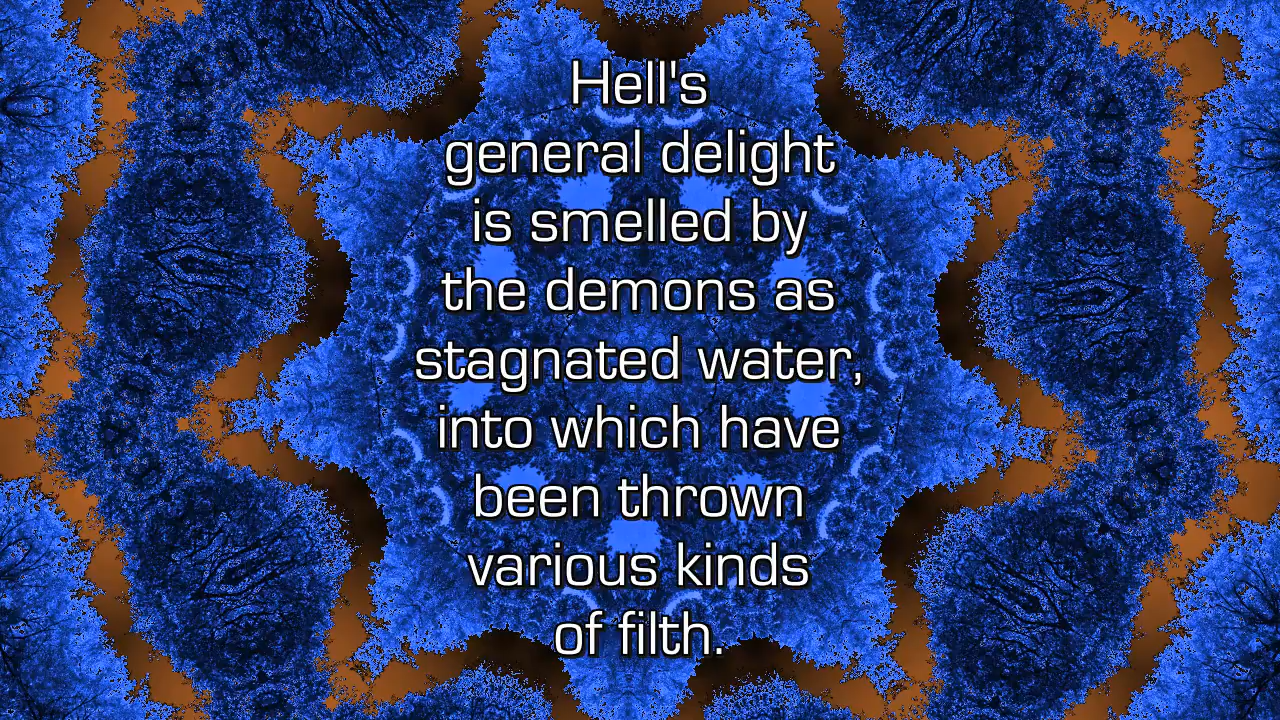 Hell's
general delight
is smelled by
the demons as
stagnated water,
into which have
been thrown
various kinds
of filth.